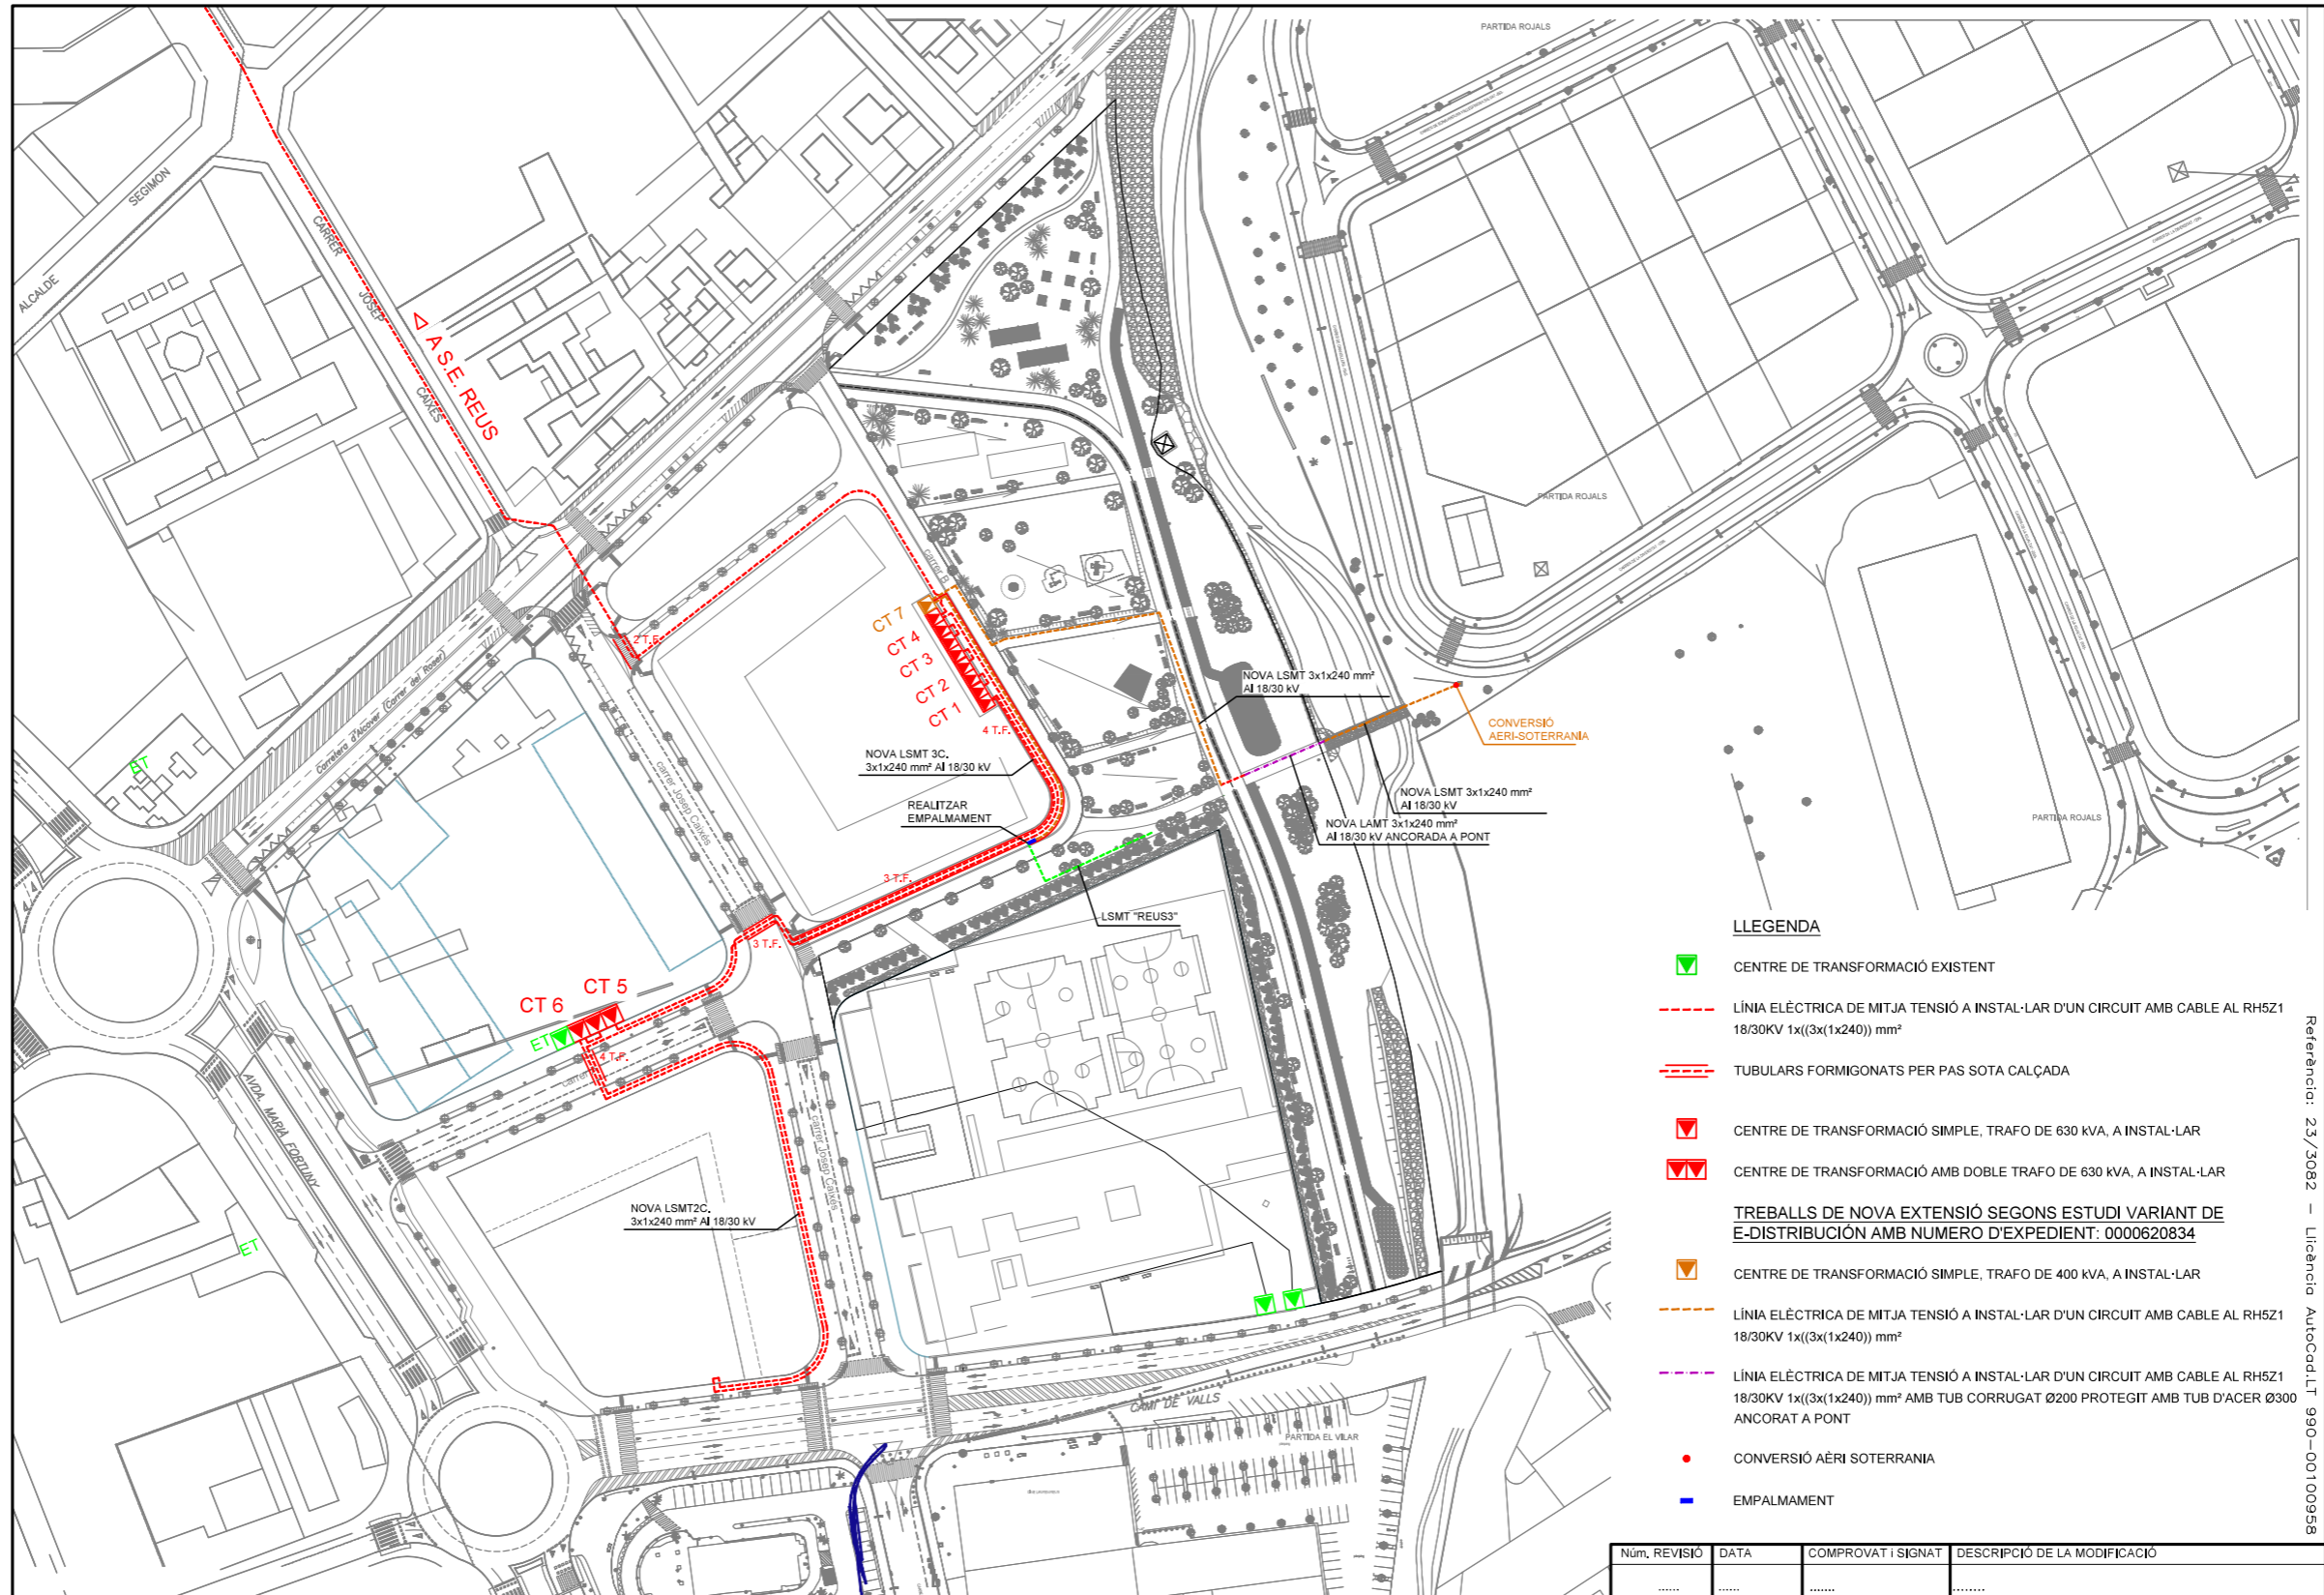 PARTIDA ROJALS
SEGIMON
ALCALDE
CARRER
JOSEP
CAIXÉS
A S.E. REUS
PARTIDA ROJALS
carrer B
2 T.F.
CT 7
CT 4
CT 3
CT 2
CT 1
4 T.F.
NOVA LSMT 3x1x240 mm²
Al 18/30 kV
CONVERSIÓ
AERI-SOTERRANIA
Carretera d'Alcover (Carrer del Roser)
ET
carrer Josep Caixés
NOVA LSMT 3C.
3x1x240 mm² Al 18/30 kV
REALITZAR
EMPALMAMENT
NOVA LSMT 3x1x240 mm²
Al 18/30 kV
NOVA LAMT 3x1x240 mm²
Al 18/30 kV ANCORADA A PONT
PARTIDA ROJALS
3 T.F.
LSMT "REUS3"
3 T.F.
CT 6
CT 5
ET
4 T.F.
carrer
AVDA. MARIÀ FORTUNY
carrer Josep Caixés
NOVA LSMT2C.
3x1x240 mm² Al 18/30 kV
ET
CAMÍ DE VALLS
PARTIDA EL VILAR
LLEGENDA
CENTRE DE TRANSFORMACIÓ EXISTENT
LÍNIA ELÈCTRICA DE MITJA TENSIÓ A INSTAL·LAR D'UN CIRCUIT AMB CABLE AL RH5Z1
18/30KV 1x((3x(1x240)) mm²
TUBULARS FORMIGONATS PER PAS SOTA CALÇADA
CENTRE DE TRANSFORMACIÓ SIMPLE, TRAFO DE 630 kVA, A INSTAL·LAR
CENTRE DE TRANSFORMACIÓ AMB DOBLE TRAFO DE 630 kVA, A INSTAL·LAR
TREBALLS DE NOVA EXTENSIÓ SEGONS ESTUDI VARIANT DE
E-DISTRIBUCIÓN AMB NUMERO D'EXPEDIENT: 0000620834
CENTRE DE TRANSFORMACIÓ SIMPLE, TRAFO DE 400 kVA, A INSTAL·LAR
LÍNIA ELÈCTRICA DE MITJA TENSIÓ A INSTAL·LAR D'UN CIRCUIT AMB CABLE AL RH5Z1
18/30KV 1x((3x(1x240)) mm²
LÍNIA ELÈCTRICA DE MITJA TENSIÓ A INSTAL·LAR D'UN CIRCUIT AMB CABLE AL RH5Z1
18/30KV 1x((3x(1x240)) mm² AMB TUB CORRUGAT Ø200 PROTEGIT AMB TUB D'ACER Ø300
ANCORAT A PONT
CONVERSIÓ AÈRI SOTERRANIA
EMPALMAMENT
Referència: 23/3082 - Llicència AutoCad.LT 990-00100958
Núm. REVISIÓ DATA COMPROVAT i SIGNAT DESCRIPCIÓ DE LA MODIFICACIÓ
...... ...... ....... ........